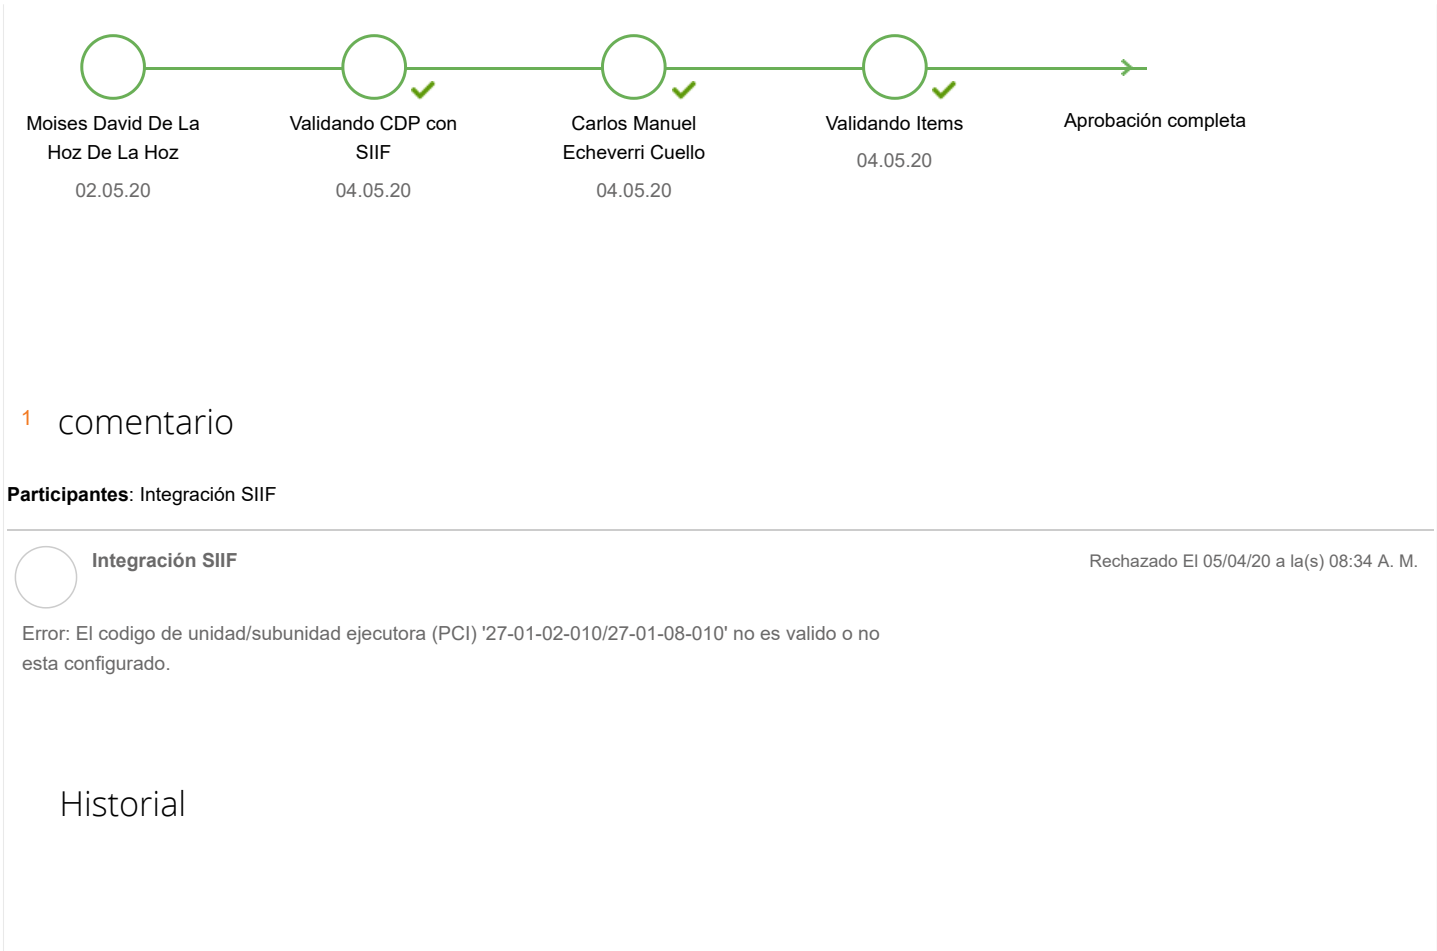 Moises David De La
Hoz De La Hoz
02.05.20
Validando CDP con
SIIF
04.05.20
Carlos Manuel
Echeverri Cuello
04.05.20
Validando Items
04.05.20
Aprobación completa
1 comentario
Participantes: Integración SIIF
Integración SIIF
Rechazado El 05/04/20 a la(s) 08:34 A. M.
Error: El codigo de unidad/subunidad ejecutora (PCI) '27-01-02-010/27-01-08-010' no es valido o no
esta configurado.
Historial